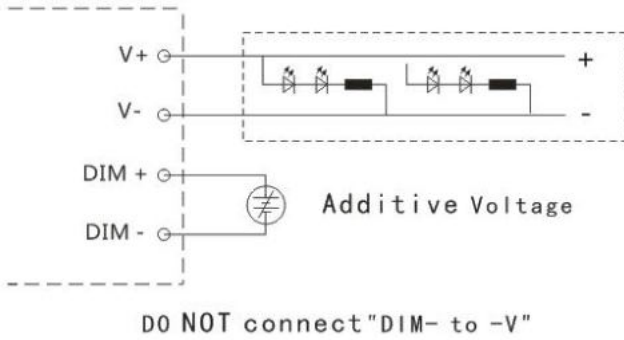 V+
+
V-
-
DIM +
Additive Voltage
DIM -
DO NOT connect"DIM- to -V"